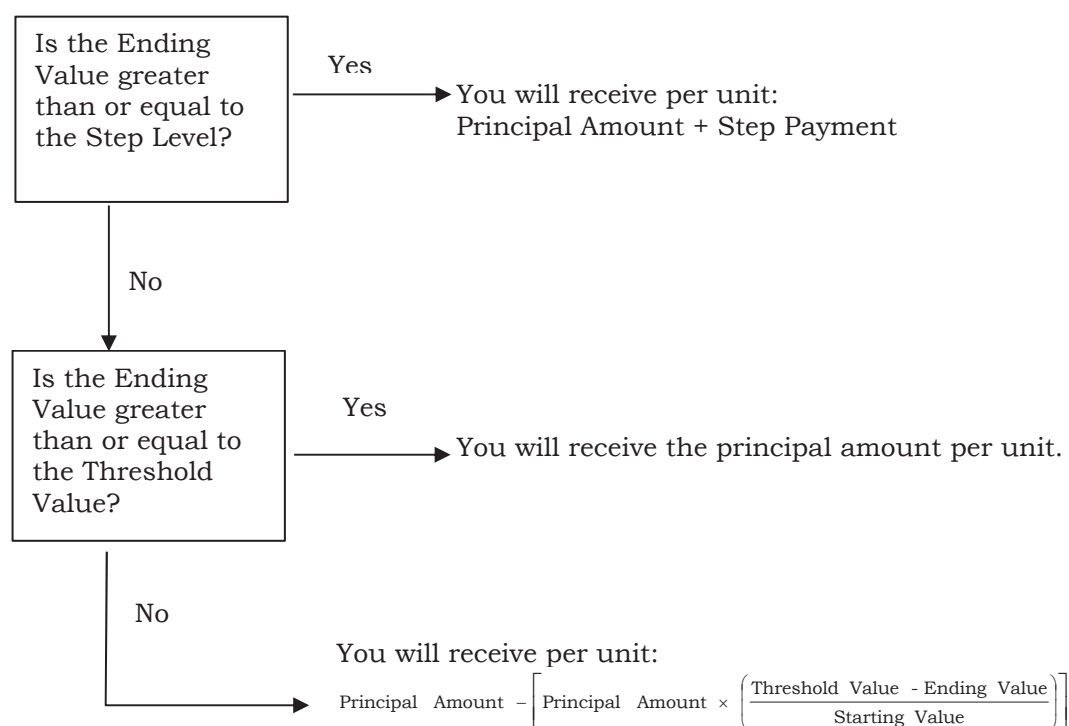 Is the Ending
Value greater
than or equal to
the Step Level?
Yes
You will receive per unit:
Principal Amount + Step Payment
No
Is the Ending
Value greater
than or equal to
the Threshold
Value?
Yes
You will receive the principal amount per unit.
No
You will receive per unit:
Principal Amount – [Principal Amount × (Threshold Value - Ending Value / Starting Value)]